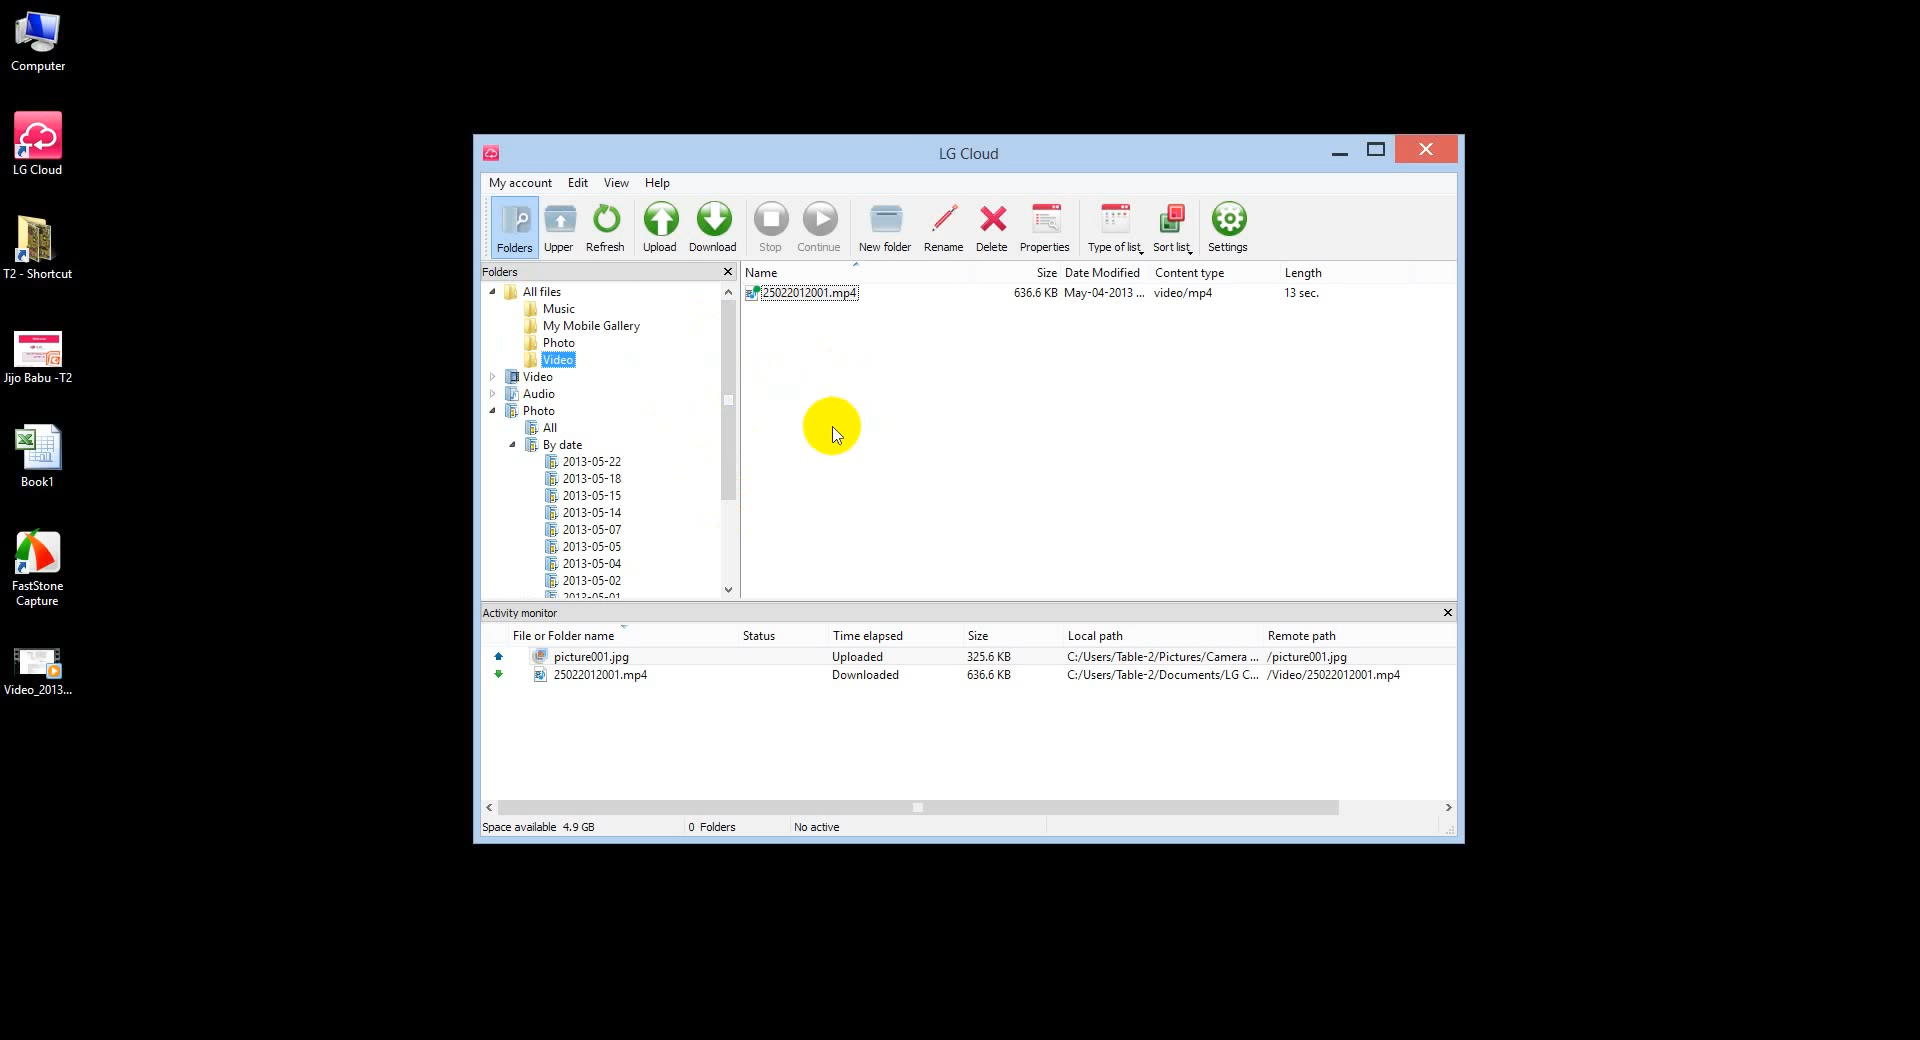 Computer
LG Cloud
T2 - Shortcut
Jijo Babu -T2
Book1
FastStone
Capture
Video_2013...
LG Cloud
My account Edit View Help
Folders Upper Refresh Upload Download Stop Continue New folder Rename Delete Properties Type of list Sort list Settings
Folders
Name Size Date Modified Content type Length
25022012001.mp4 636.6 KB May-04-2013 ... video/mp4 13 sec.
All files
Music
My Mobile Gallery
Photo
Video
Video
Audio
Photo
All
By date
2013-05-22
2013-05-18
2013-05-15
2013-05-14
2013-05-07
2013-05-05
2013-05-04
2013-05-02
2013-05-01
Activity monitor
File or Folder name Status Time elapsed Size Local path Remote path
picture001.jpg Uploaded 325.6 KB C:/Users/Table-2/Pictures/Camera ... /picture001.jpg
25022012001.mp4 Downloaded 636.6 KB C:/Users/Table-2/Documents/LG C... /Video/25022012001.mp4
Space available 4.9 GB 0 Folders No active